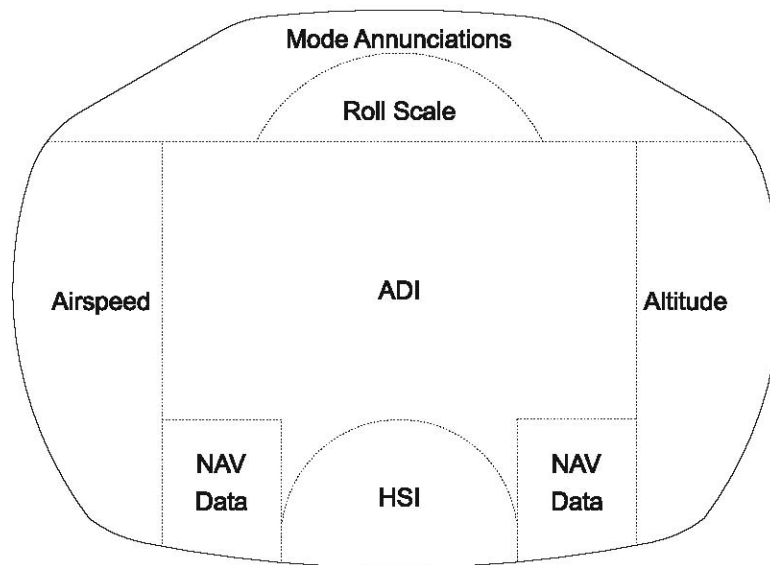 Mode Annunciations
Roll Scale
Airspeed
ADI
Altitude
NAV
Data
HSI
NAV
Data